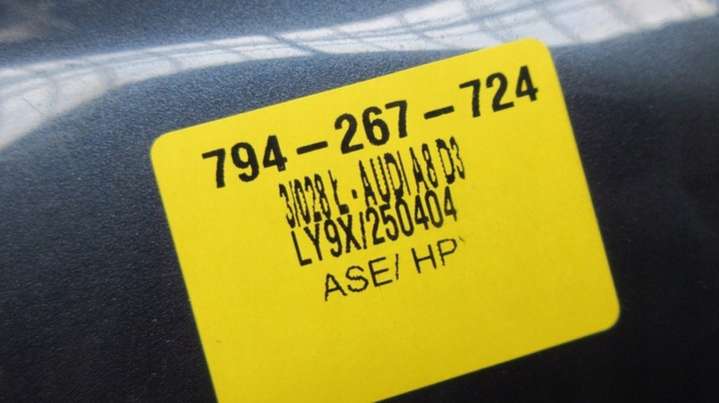 794-267-724
3/028 Ł - AUDI A8 D3
LY9X/250404
ASE/ HP